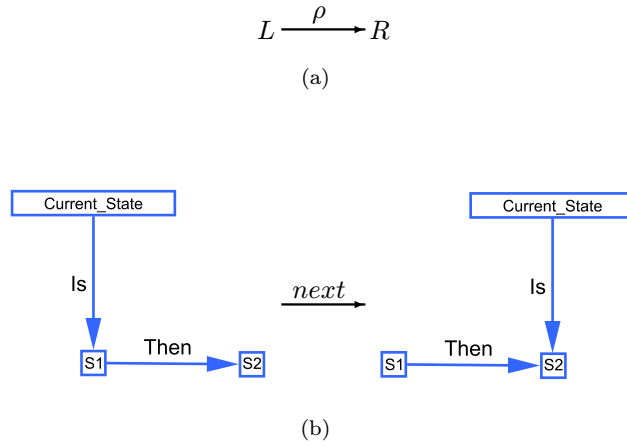 L ρ R
(a)
Current_State Current_State
Is next Is
S1 Then S2 S1 Then S2
(b)